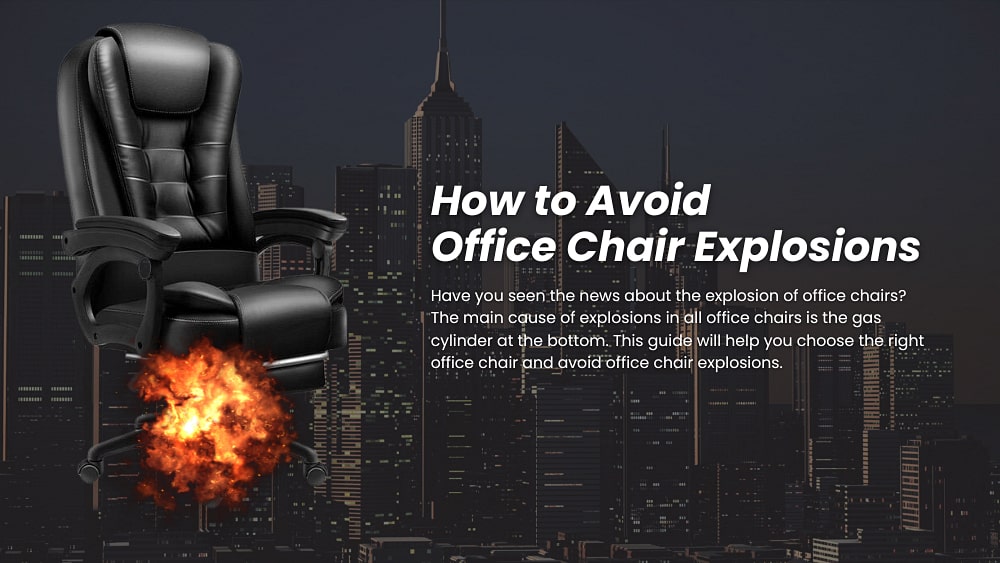 How to Avoid
Office Chair Explosions
Have you seen the news about the explosion of office chairs?
The main cause of explosions in all office chairs is the gas
cylinder at the bottom. This guide will help you choose the right
office chair and avoid office chair explosions.